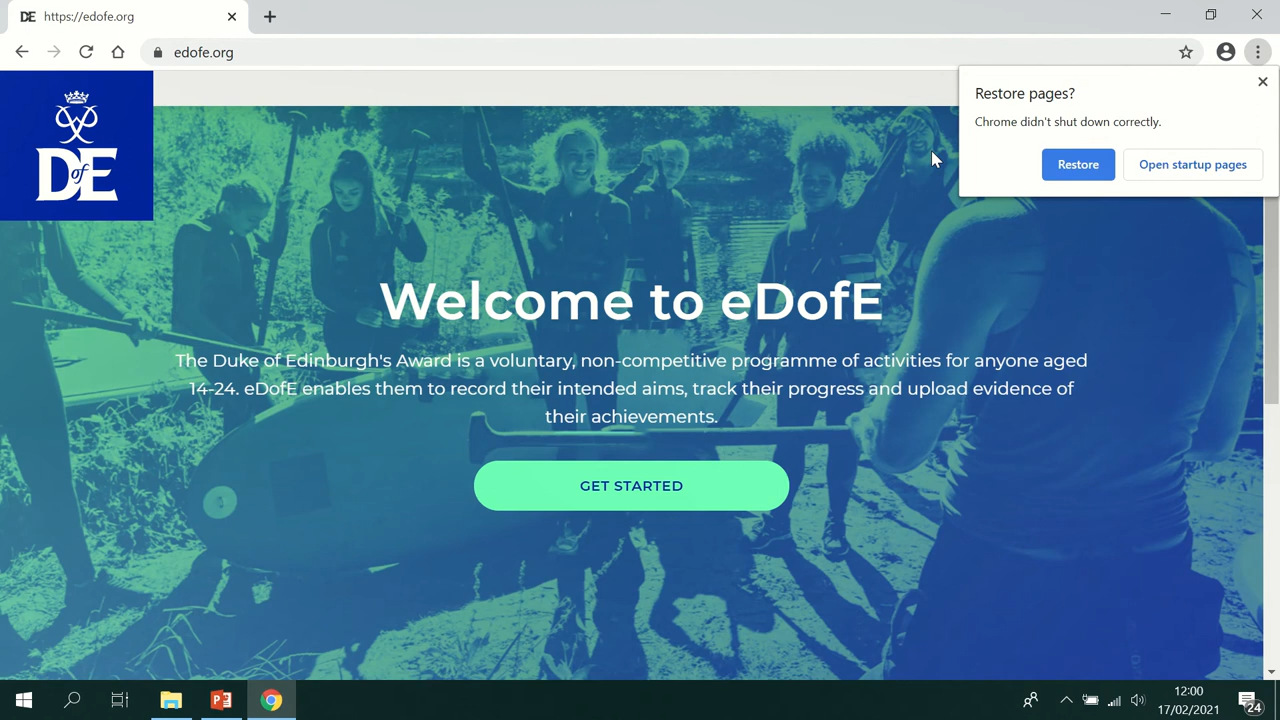 DE https://edofe.org
edofe.org
Restore pages?
Chrome didn't shut down correctly.
Restore
Open startup pages
DofE
Welcome to eDofE
The Duke of Edinburgh's Award is a voluntary, non-competitive programme of activities for anyone aged
14-24. eDofE enables them to record their intended aims, track their progress and upload evidence of
their achievements.
GET STARTED
12:00
17/02/2021
24